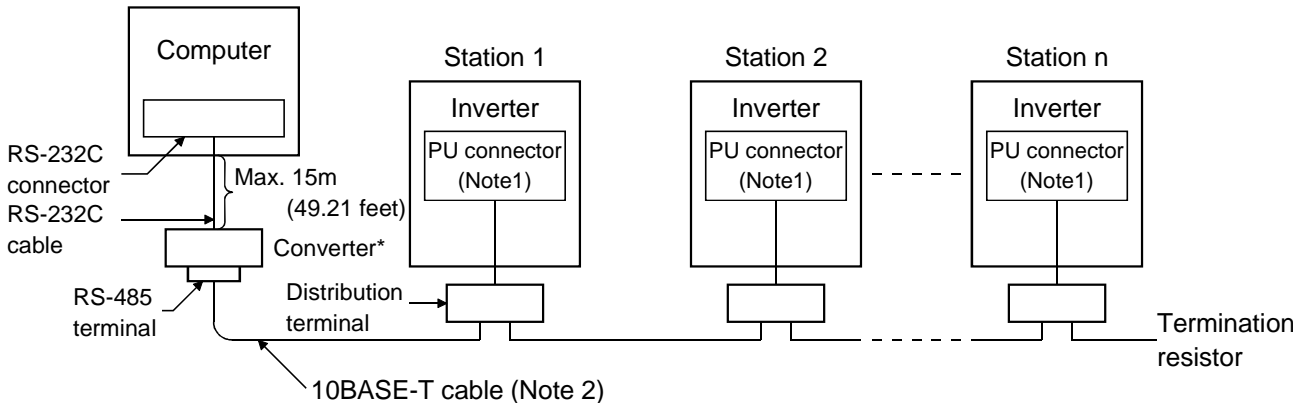 Computer
Station 1
Station 2
Station n
Inverter
Inverter
Inverter
PU connector
(Note1)
PU connector
(Note1)
PU connector
(Note1)
RS-232C
connector
RS-232C
cable
Max. 15m
(49.21 feet)
Converter*
RS-485
terminal
Distribution
terminal
Termination
resistor
10BASE-T cable (Note 2)